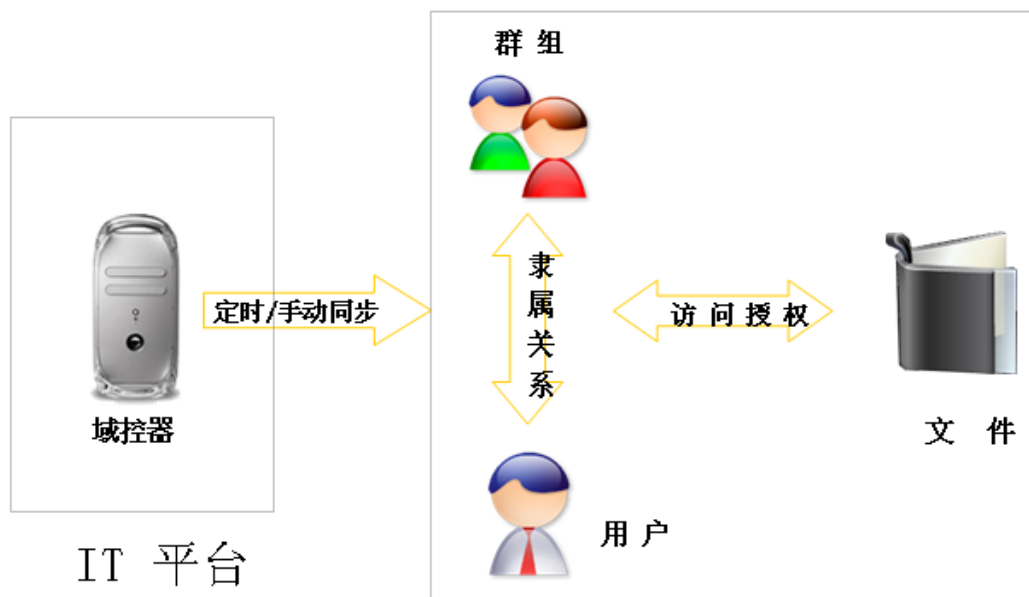 群 组
定时/手动同步
隶属关系
访 问 授 权
域控器
文 件
用 户
IT 平台